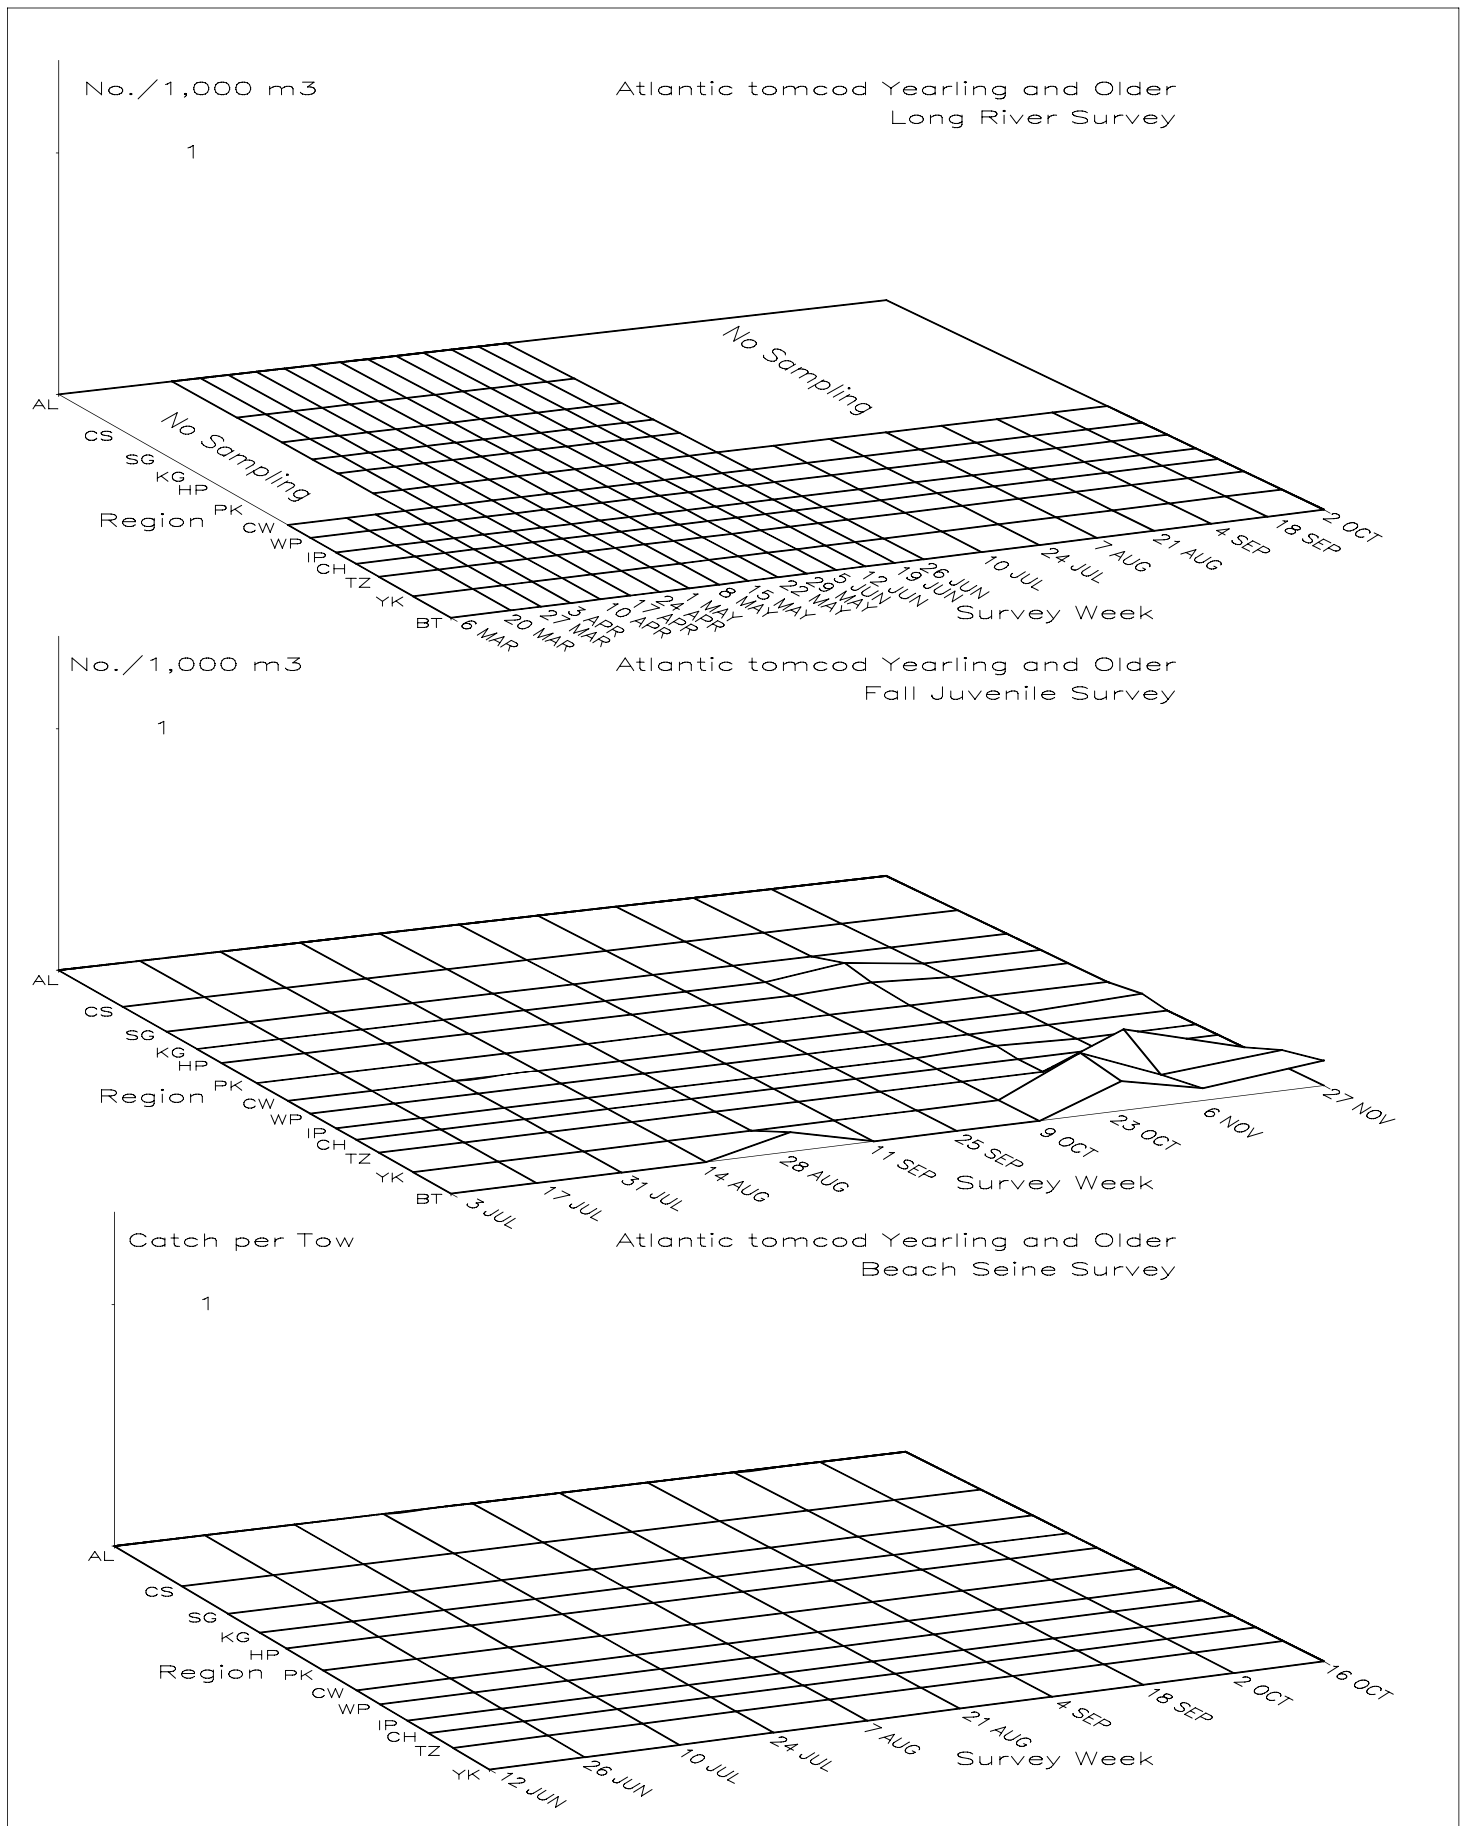 No./1,000 m3
Atlantic tomcod Yearling and Older
Long River Survey
1
No Sampling
No Sampling
AL
CS
SG
KG
HP
PK
CW
WP
IP
CH
TZ
YK
BT
Region
6 MAR
20 MAR
27 MAR
3 APR
10 APR
17 APR
24 APR
1 MAY
8 MAY
15 MAY
22 MAY
29 MAY
5 JUN
12 JUN
19 JUN
26 JUN
10 JUL
24 JUL
7 AUG
21 AUG
4 SEP
18 SEP
2 OCT
Survey Week
No./1,000 m3
Atlantic tomcod Yearling and Older
Fall Juvenile Survey
1
AL
CS
SG
KG
HP
PK
CW
WP
IP
CH
TZ
YK
BT
Region
3 JUL
17 JUL
31 JUL
14 AUG
28 AUG
11 SEP
25 SEP
9 OCT
23 OCT
6 NOV
27 NOV
Survey Week
Catch per Tow
Atlantic tomcod Yearling and Older
Beach Seine Survey
1
AL
CS
SG
KG
HP
PK
CW
WP
IP
CH
TZ
YK
Region
12 JUN
26 JUN
10 JUL
24 JUL
7 AUG
21 AUG
4 SEP
18 SEP
2 OCT
16 OCT
Survey Week